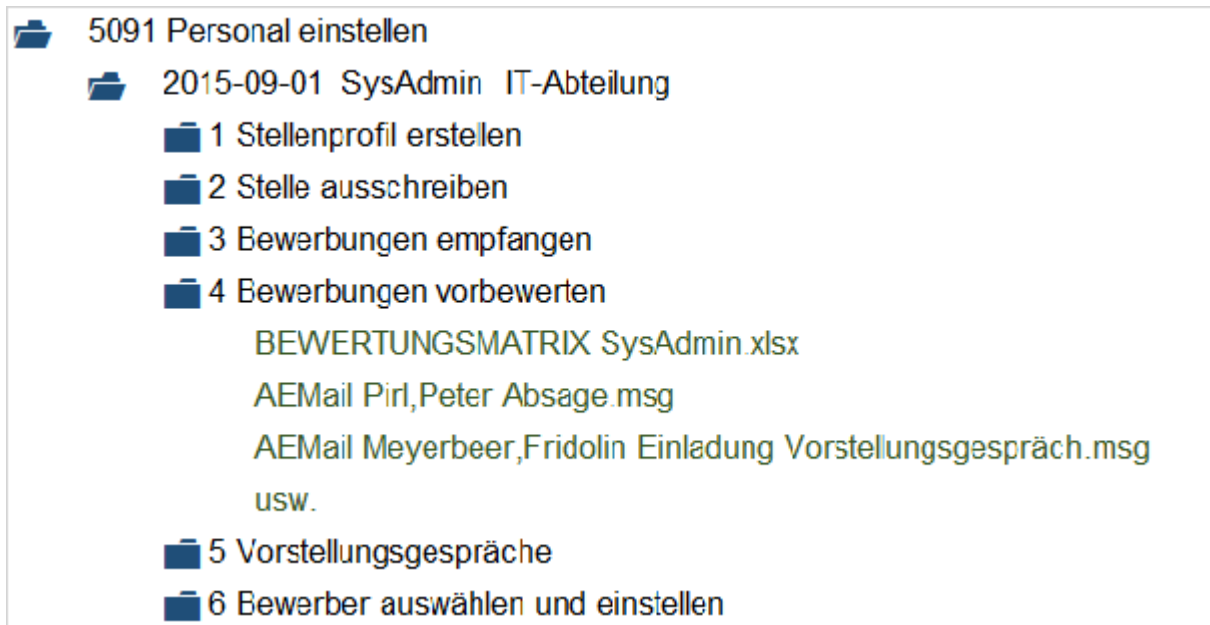 5091 Personal einstellen
2015-09-01 SysAdmin IT-Abteilung
1 Stellenprofil erstellen
2 Stelle ausschreiben
3 Bewerbungen empfangen
4 Bewerbungen vorbewerten
BEWERTUNGSMATRIX SysAdmin.xlsx
AEMail Pirl,Peter Absage.msg
AEMail Meyerbeer,Fridolin Einladung Vorstellungsgespräch.msg
usw.
5 Vorstellungsgespräche
6 Bewerber auswählen und einstellen